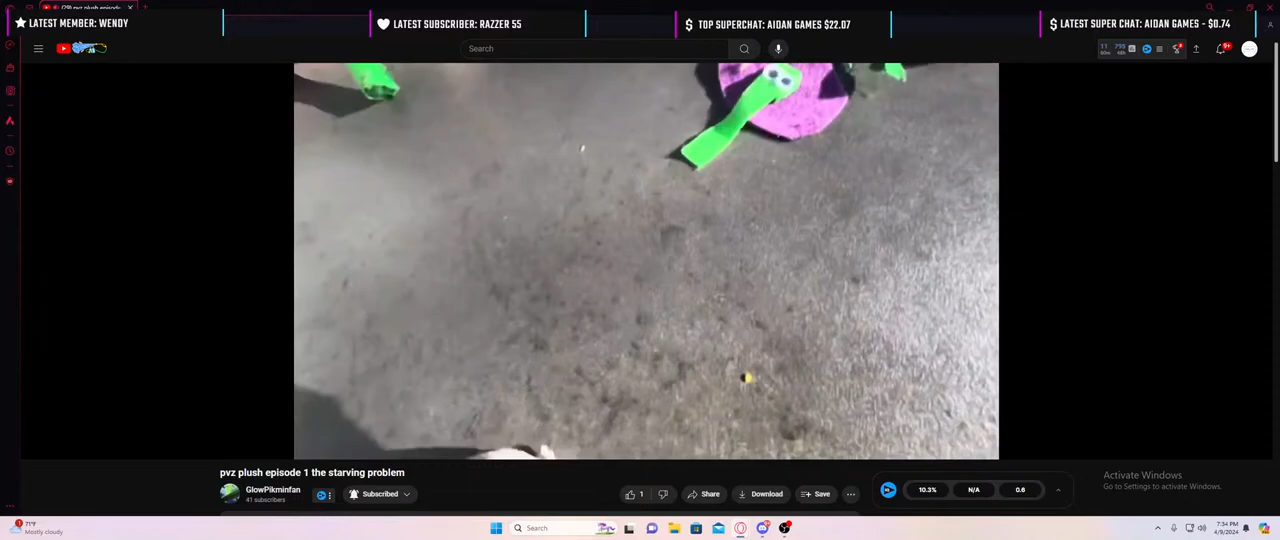 LATEST MEMBER: WENDY
LATEST SUBSCRIBER: RAZZER 55
TOP SUPERCHAT: AIDAN GAMES $22.07
LATEST SUPER CHAT: AIDAN GAMES - $0.74
Search
9+
pvz plush episode 1 the starving problem
GlowPikminfan
41 subscribers
Subscribed
1
Share
Download
Save
10.3%
N/A
0.6
Activate Windows
Go to Settings to activate Windows.
71°F
Mostly cloudy
Search
7:34 PM
4/9/2024